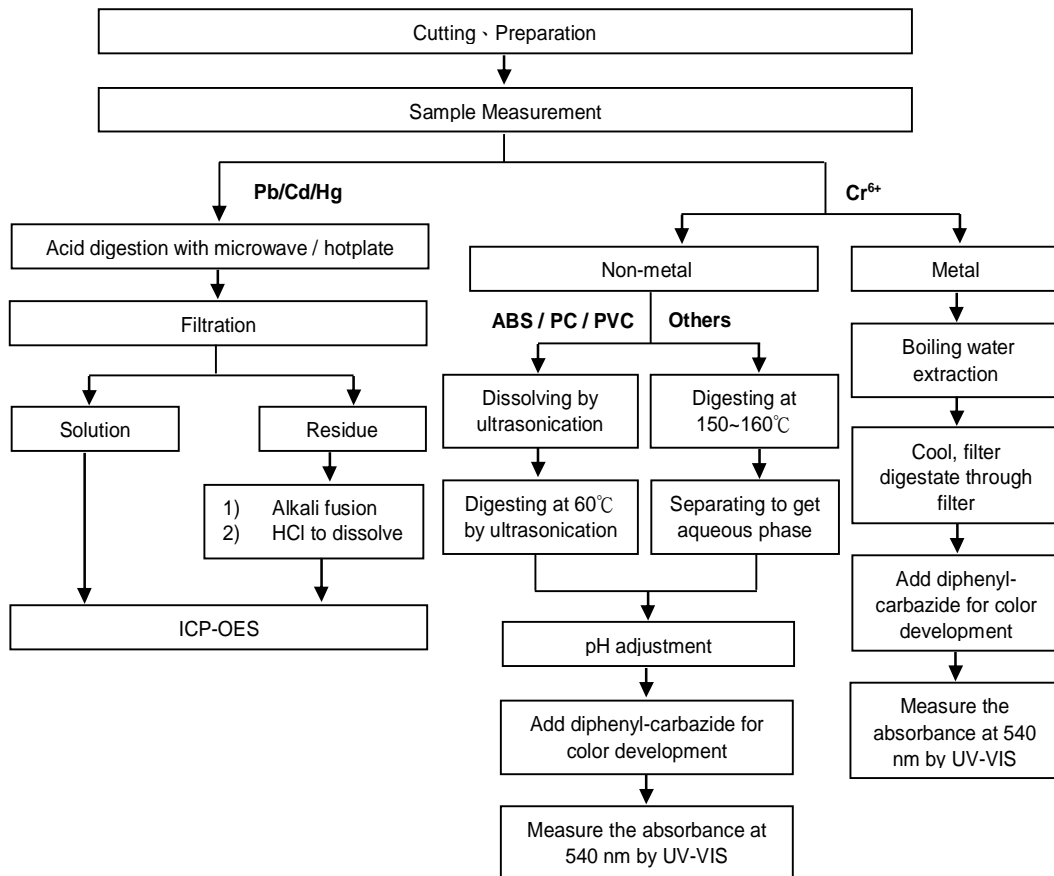 Cutting、Preparation
Sample Measurement
Pb/Cd/Hg
Cr⁶⁺
Acid digestion with microwave / hotplate
Filtration
Solution
Residue
1) Alkali fusion
2) HCl to dissolve
ICP-OES
Non-metal
ABS / PC / PVC
Others
Dissolving by
ultrasonication
Digesting at 60℃
by ultrasonication
Digesting at
150~160℃
Separating to get
aqueous phase
pH adjustment
Add diphenyl-carbazide for
color development
Measure the absorbance at
540 nm by UV-VIS
Metal
Boiling water
extraction
Cool, filter
digestate through
filter
Add diphenyl-
carbazide for color
development
Measure the
absorbance at 540
nm by UV-VIS